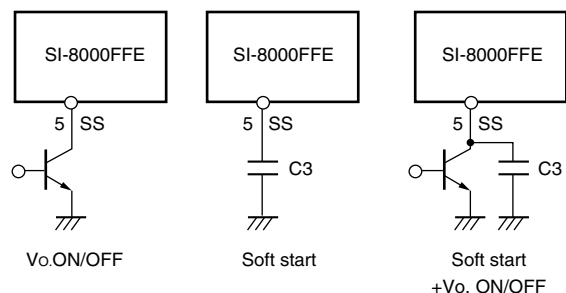 SI-8000FFE
5 SS
Vo.ON/OFF
SI-8000FFE
5 SS
C3
Soft start
SI-8000FFE
5 SS
C3
Soft start
+Vo. ON/OFF